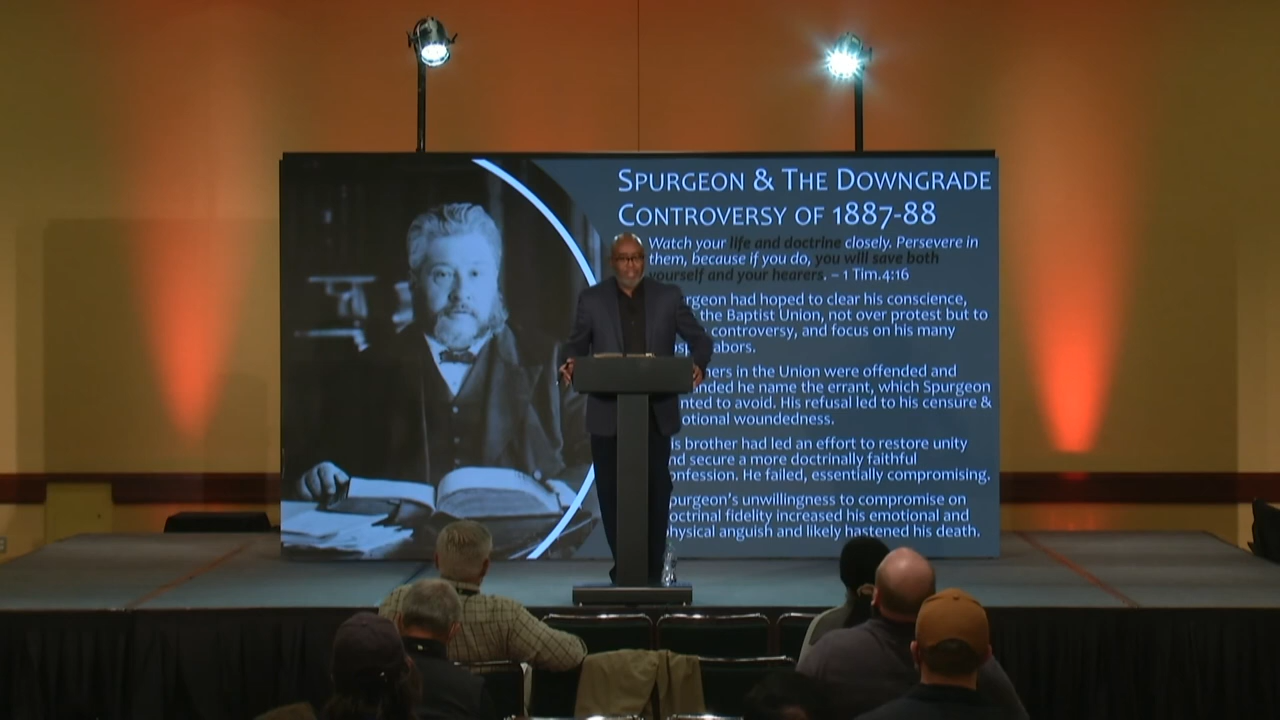 SPURGEON & THE DOWNGRADE
CONTROVERSY OF 1887-88
Watch your life and doctrine closely. Persevere in
them, because if you do, you will save both
yourself and your hearers. – 1 Tim.4:16
had hoped to clear his conscience,
the Baptist Union, not over protest but to
controversy, and focus on his many
labors.
in the Union were offended and
he name the errant, which Spurgeon
to avoid. His refusal led to his censure &
woundedness.
brother had led an effort to restore unity
secure a more doctrinally faithful
He failed, essentially compromising.
unwillingness to compromise on
fidelity increased his emotional and
anguish and likely hastened his death.